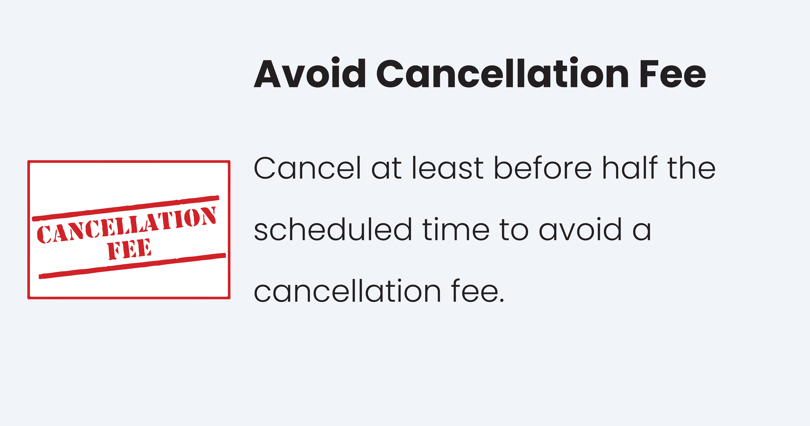 Avoid Cancellation Fee
Cancel at least before half the
scheduled time to avoid a
cancellation fee.
CANCELLATION
FEE